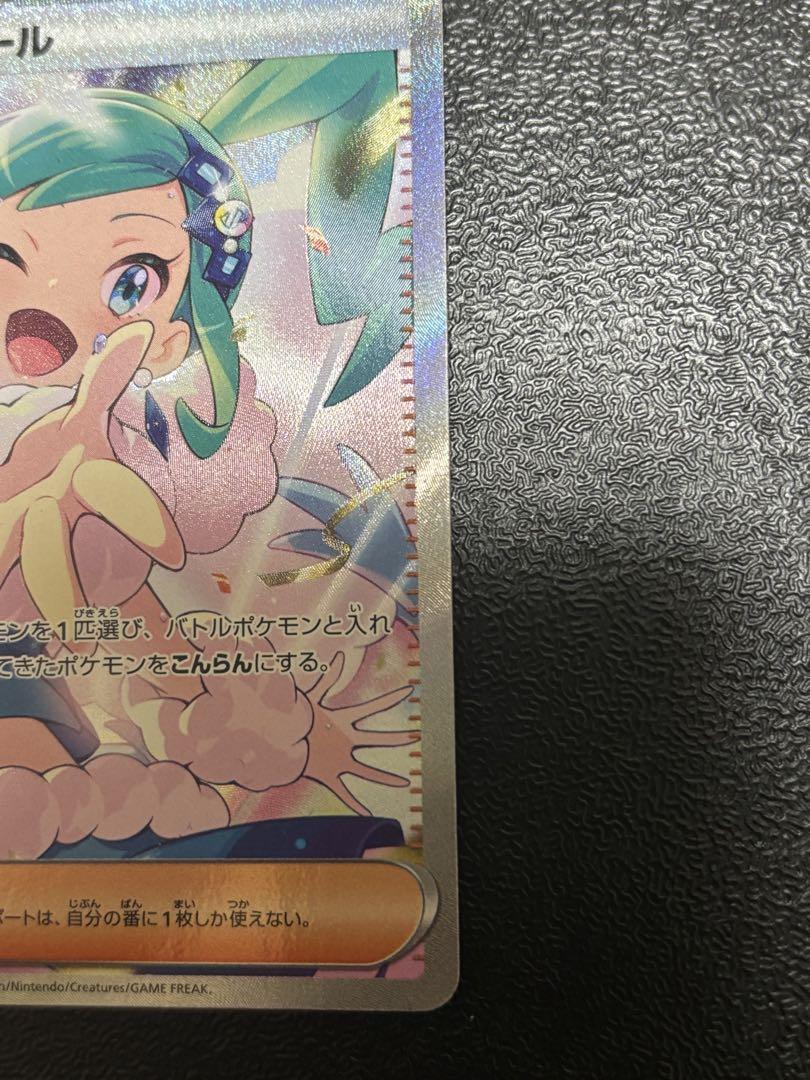 ール
モンを1匹選び、バトルポケモンと入れ
てきたポケモンをこんらんにする。
ポートは、自分の番に1枚しか使えない。
n/Nintendo/Creatures/GAME FREAK.